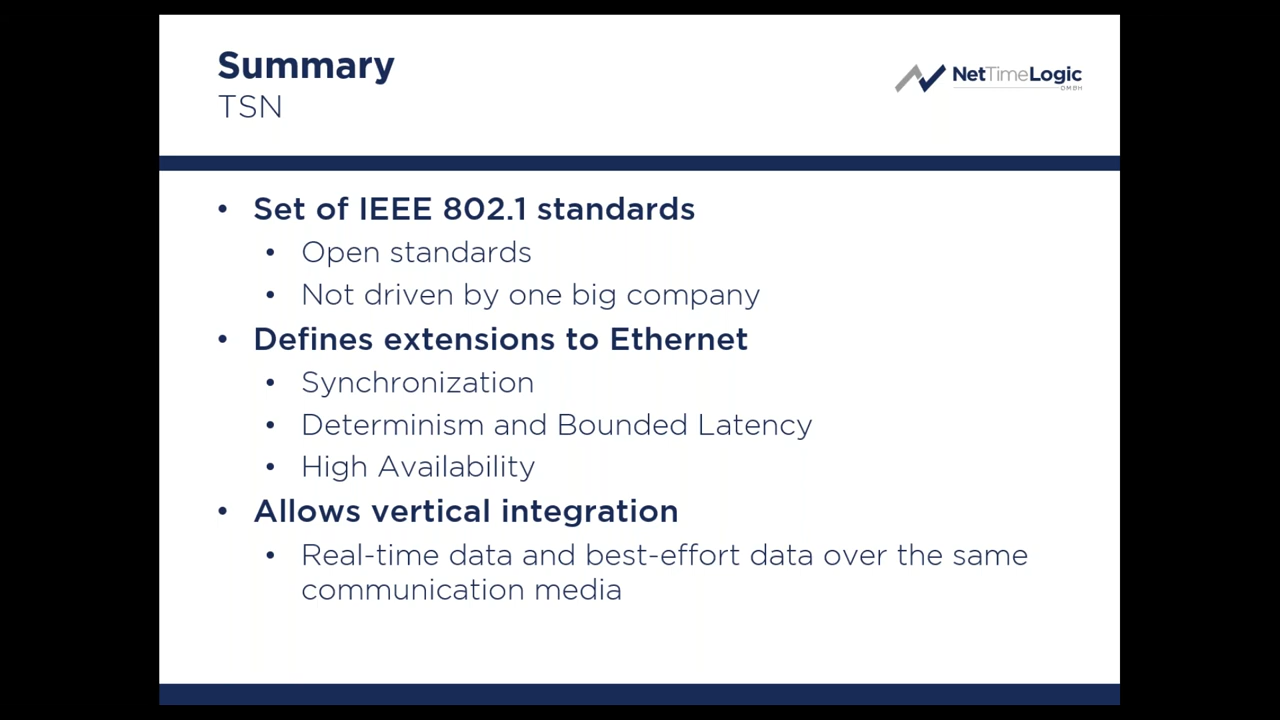 Summary
TSN
NetTimeLogic
GMBH
• Set of IEEE 802.1 standards
• Open standards
• Not driven by one big company
• Defines extensions to Ethernet
• Synchronization
• Determinism and Bounded Latency
• High Availability
• Allows vertical integration
• Real-time data and best-effort data over the same
communication media